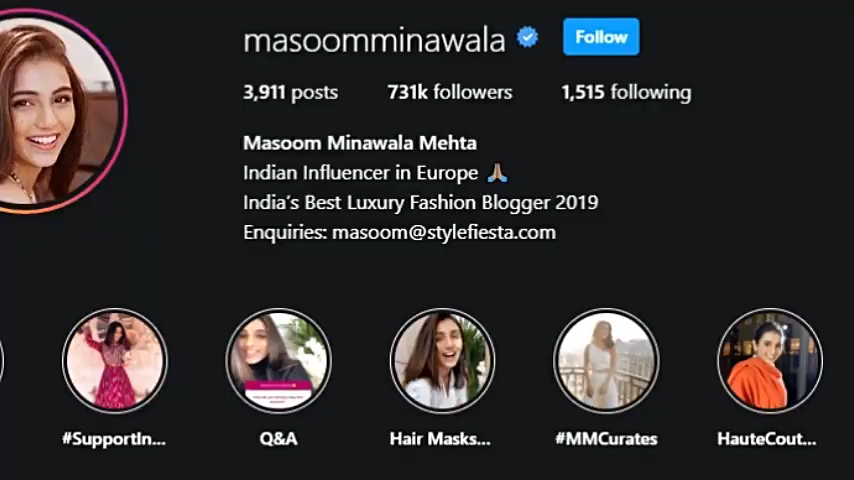 masoomminawala Follow
3,911 posts 731k followers 1,515 following
Masoom Minawala Mehta
Indian Influencer in Europe 🙏🏽
India's Best Luxury Fashion Blogger 2019
Enquiries: masoom@stylefiesta.com
#SupportIn... Q&A Hair Masks... #MMCurates HauteCout...